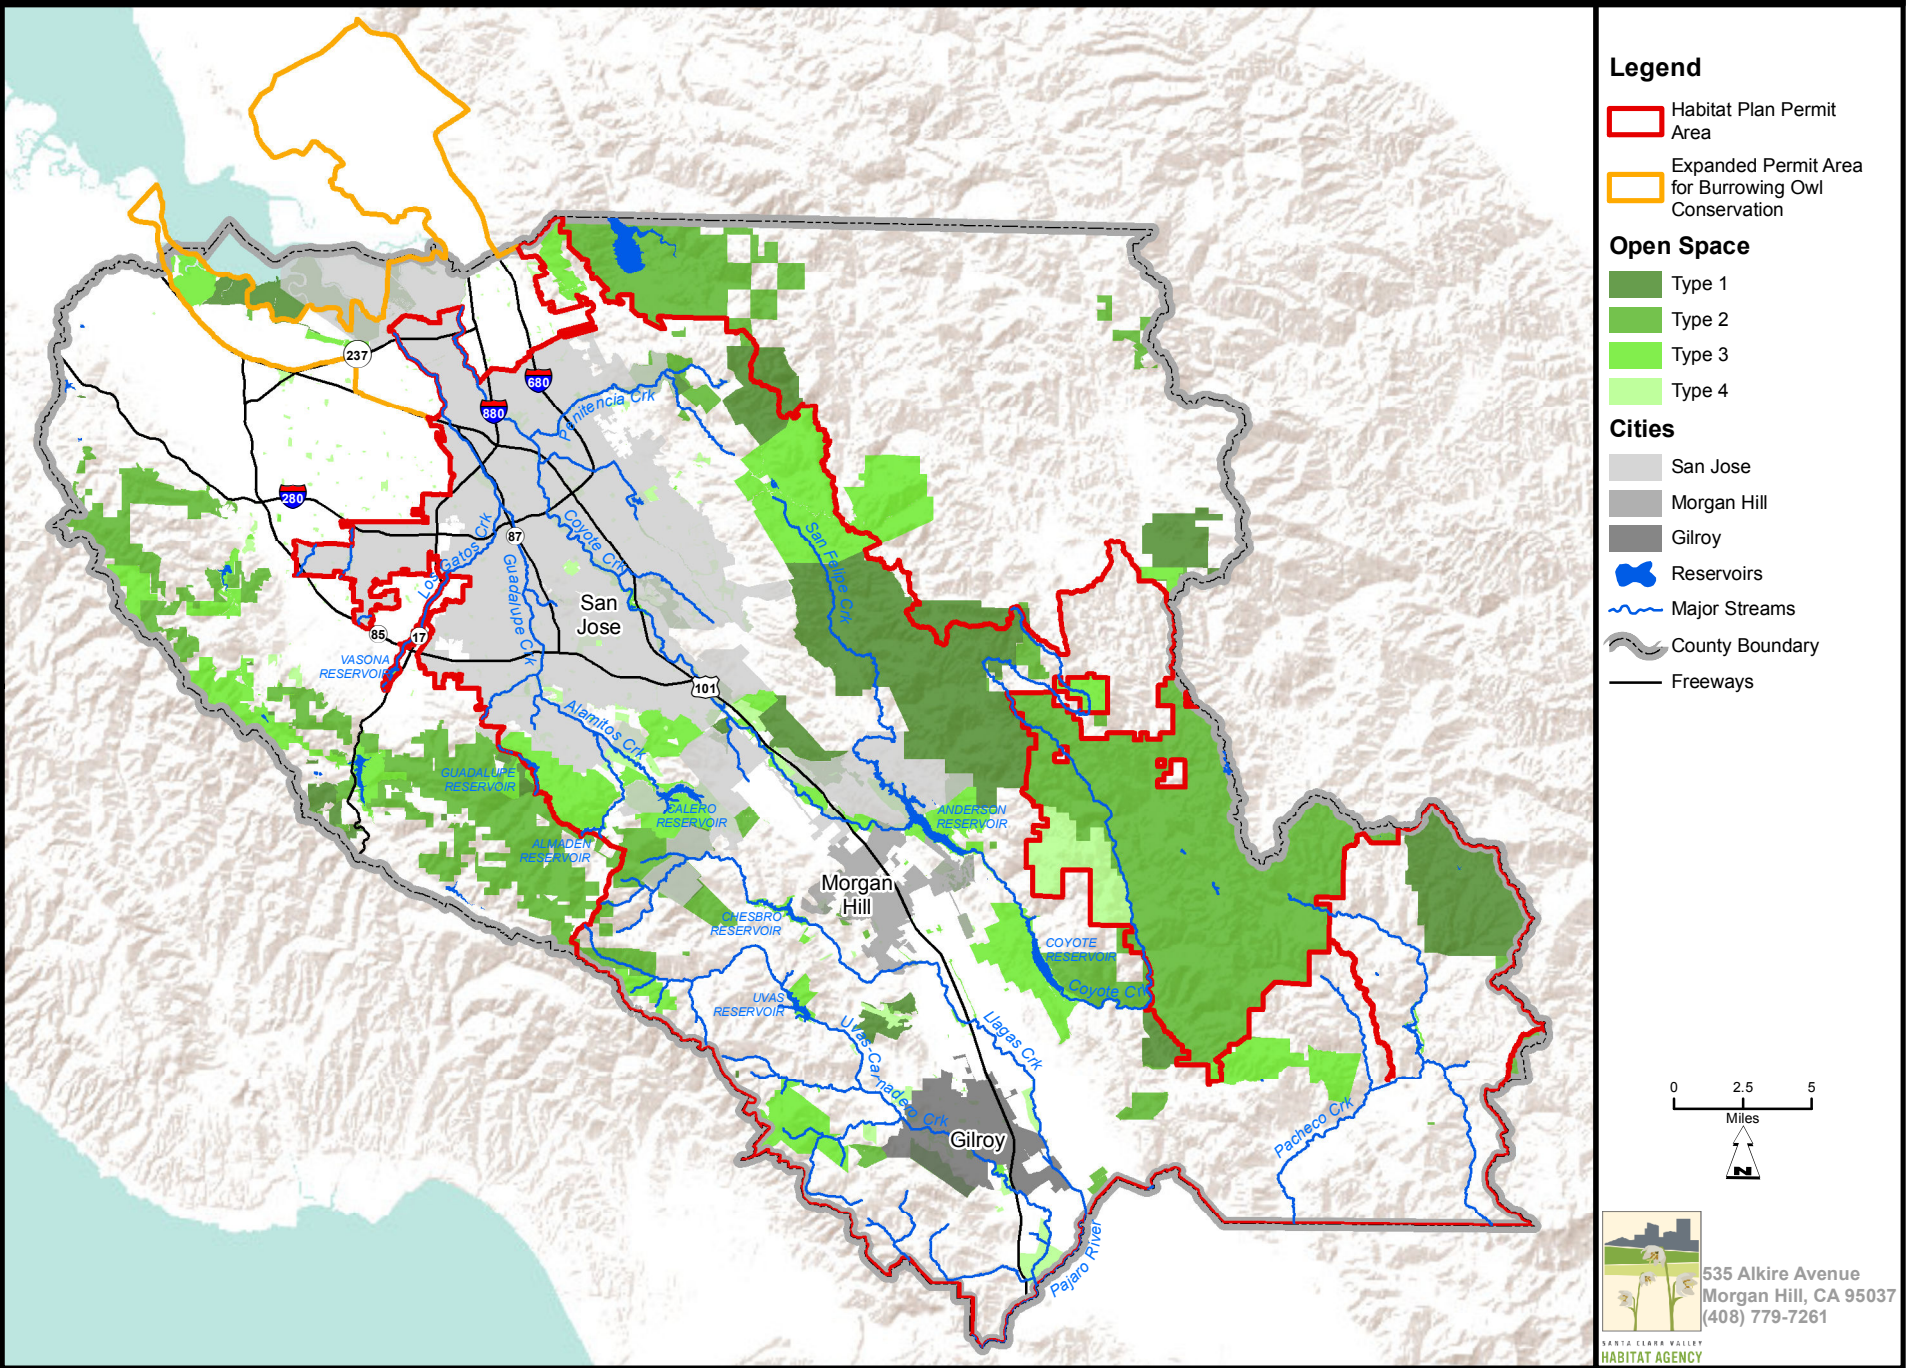 Legend
Habitat Plan Permit
Area
Expanded Permit Area
for Burrowing Owl
Conservation
Open Space
Type 1
Type 2
Type 3
Type 4
Cities
San Jose
Morgan Hill
Gilroy
Reservoirs
Major Streams
County Boundary
Freeways
0 2.5 5
Miles
N
535 Alkire Avenue
Morgan Hill, CA 95037
(408) 779-7261
SANTA CLARA VALLEY
HABITAT AGENCY
237
680
880
Penitencia Crk
280
87
Los Gatos Crk
Coyote Crk
Guadalupe Crk
San Felipe Crk
San
Jose
85
17
VASONA
RESERVOIR
101
Alamitos Crk
GUADALUPE
RESERVOIR
CALERO
RESERVOIR
ANDERSON
RESERVOIR
ALMADEN
RESERVOIR
Morgan
Hill
CHESBRO
RESERVOIR
COYOTE
RESERVOIR
Coyote Crk
UVAS
RESERVOIR
Uvas-Carnadero Crk
Llagas Crk
Gilroy
Pacheco Crk
Pajaro River